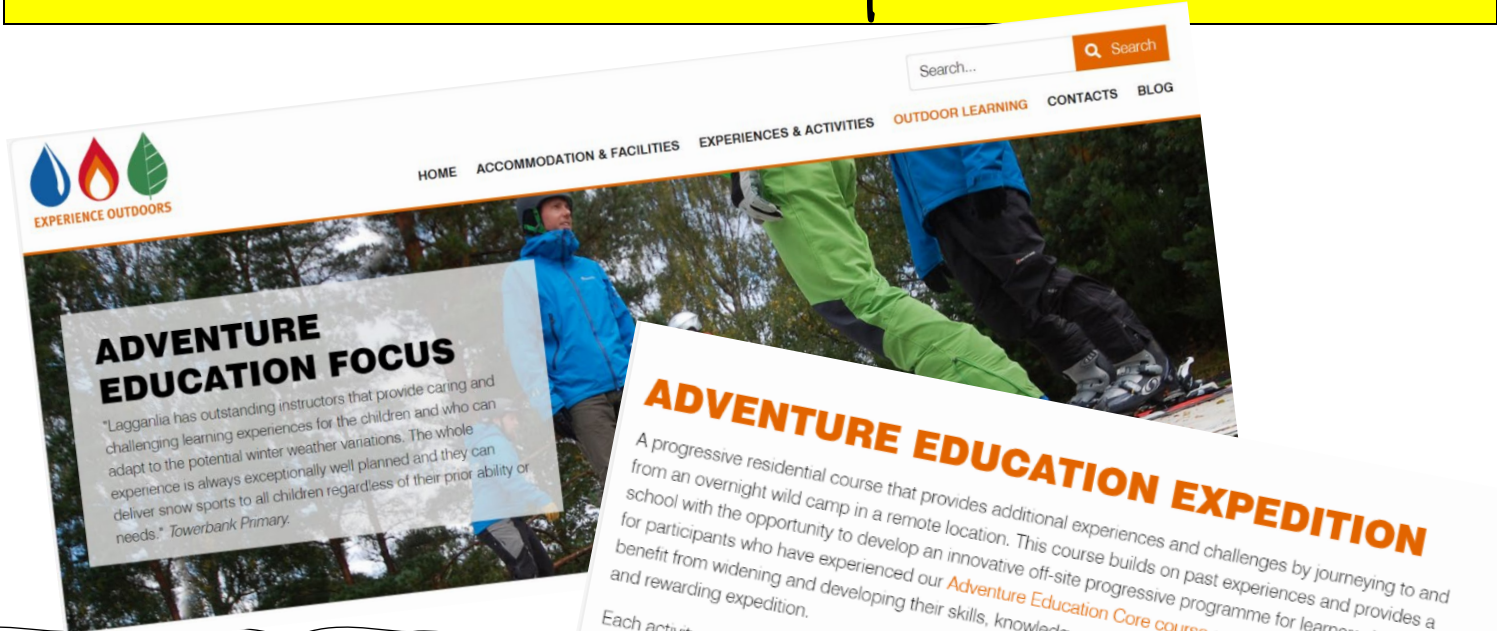 Search...
Search
HOME ACCOMMODATION & FACILITIES EXPERIENCES & ACTIVITIES OUTDOOR LEARNING CONTACTS BLOG
EXPERIENCE OUTDOORS
ADVENTURE
EDUCATION FOCUS
"Lagganlia has outstanding instructors that provide caring and
challenging learning experiences for the children and who can
adapt to the potential winter weather variations. The whole
experience is always exceptionally well planned and they can
deliver snow sports to all children regardless of their prior ability or
needs." Towerbank Primary.
ADVENTURE EDUCATION EXPEDITION
A progressive residential course that provides additional experiences and challenges by journeying to and
from an overnight wild camp in a remote location. This course builds on past experiences and provides a
school with the opportunity to develop an innovative off-site progressive programme for
for participants who have experienced our Adventure Education Core
benefit from widening and developing their skills,
and rewarding expedition.
Each